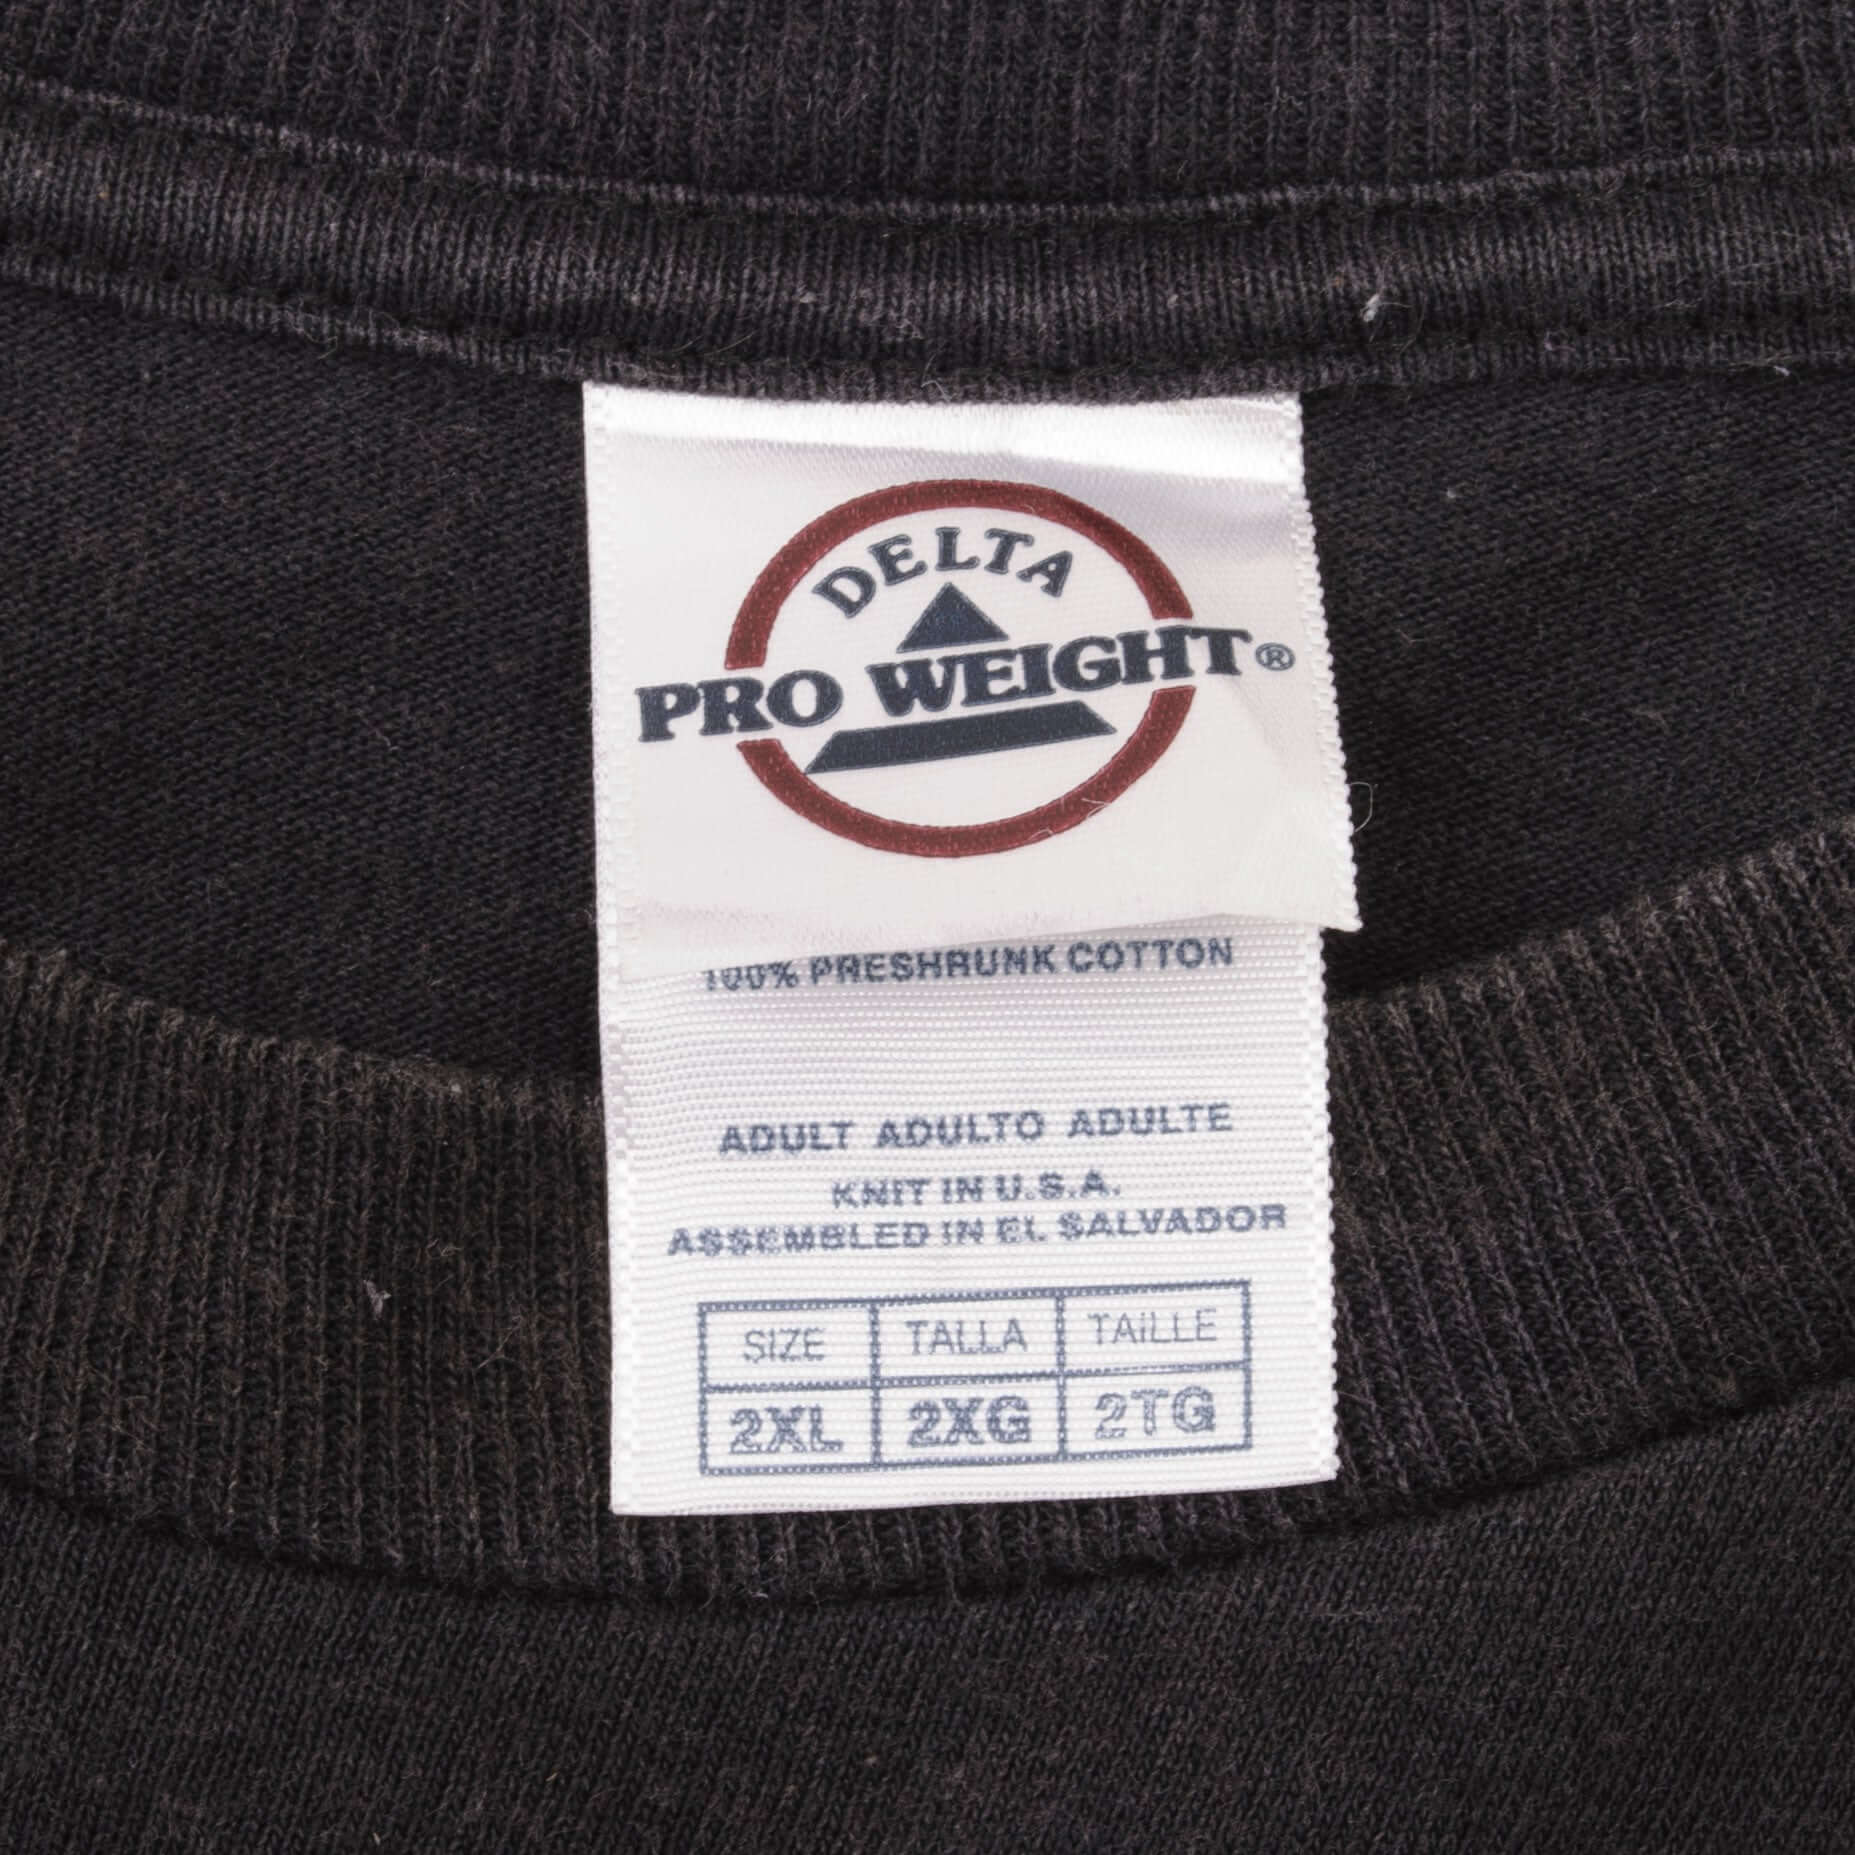 DELTA
PRO WEIGHT®
100% PRESHRUNK COTTON
ADULT ADULTO ADULTE
KNIT IN U.S.A.
ASSEMBLED IN EL SALVADOR
SIZE TALLA TAiLLE
2XL 2XG 2TG